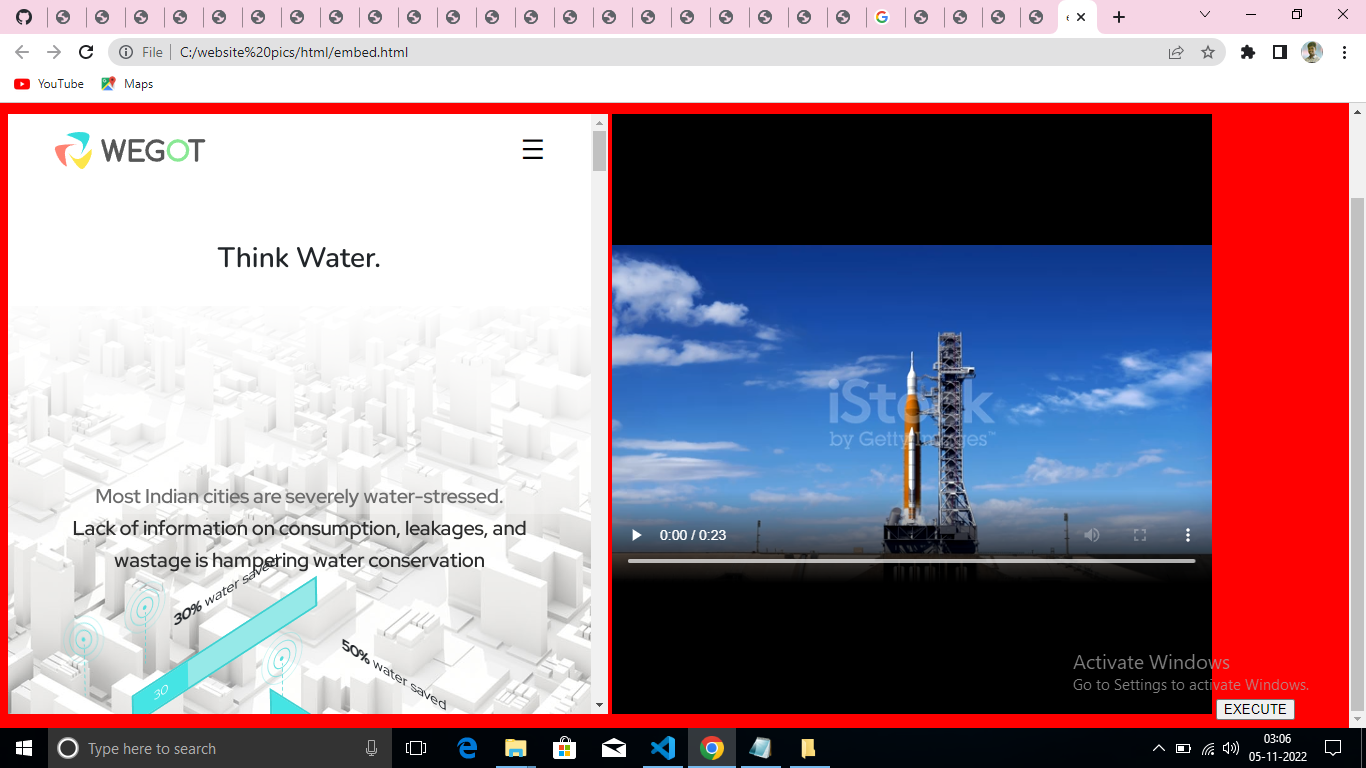 e
File
C:/website%20pics/html/embed.html
YouTube
Maps
WEGOT
Think Water.
Most Indian cities are severely water-stressed.
Lack of information on consumption, leakages, and
wastage is hampering water conservation
30% water saved
50% water saved
30
iStock
by Getty Images™
0:00 / 0:23
Activate Windows
Go to Settings to activate Windows.
EXECUTE
Type here to search
03:06
05-11-2022